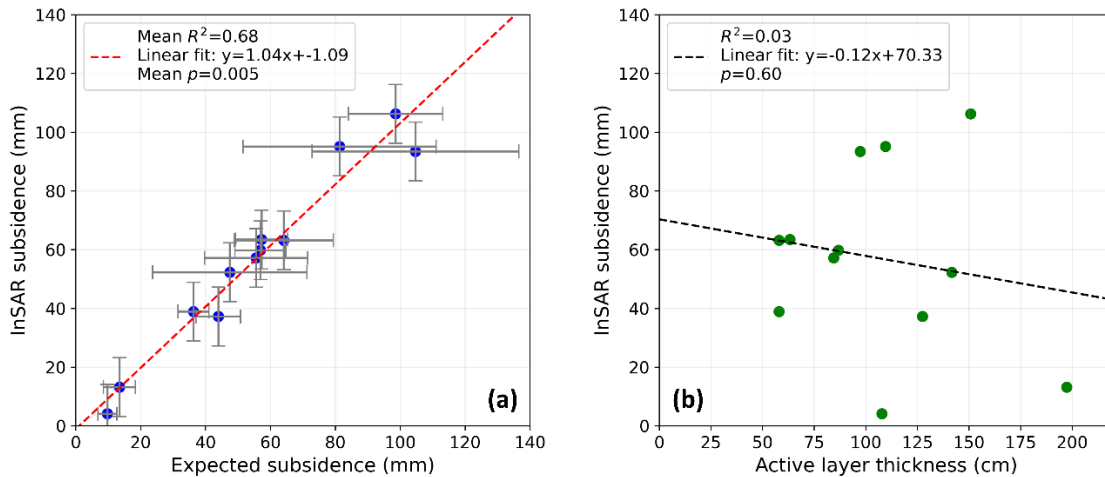 Mean R²=0.68
Linear fit: y=1.04x+-1.09
Mean p=0.005
140
120
100
80
60
40
20
0
InSAR subsidence (mm)
0 20 40 60 80 100 120 140
Expected subsidence (mm)
(a)
R²=0.03
Linear fit: y=-0.12x+70.33
p=0.60
140
120
100
80
60
40
20
0
InSAR subsidence (mm)
0 25 50 75 100 125 150 175 200
Active layer thickness (cm)
(b)